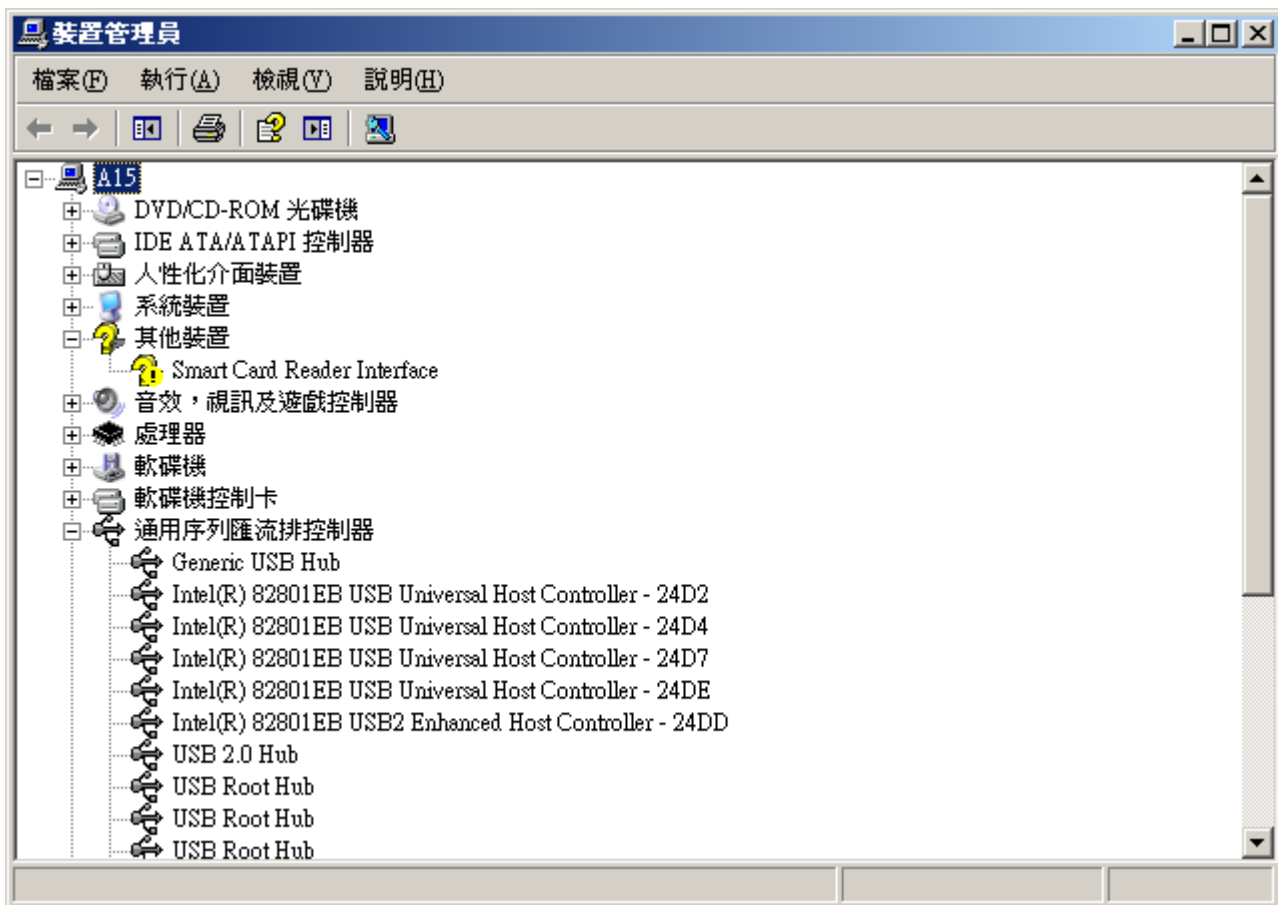 裝置管理員
檔案(F) 執行(A) 檢視(V) 說明(H)
A15
DVD/CD-ROM 光碟機
IDE ATA/ATAPI 控制器
人性化介面裝置
系統裝置
其他裝置
Smart Card Reader Interface
音效，視訊及遊戲控制器
處理器
軟碟機
軟碟機控制卡
通用序列匯流排控制器
Generic USB Hub
Intel(R) 82801EB USB Universal Host Controller - 24D2
Intel(R) 82801EB USB Universal Host Controller - 24D4
Intel(R) 82801EB USB Universal Host Controller - 24D7
Intel(R) 82801EB USB Universal Host Controller - 24DE
Intel(R) 82801EB USB2 Enhanced Host Controller - 24DD
USB 2.0 Hub
USB Root Hub
USB Root Hub
USB Root Hub